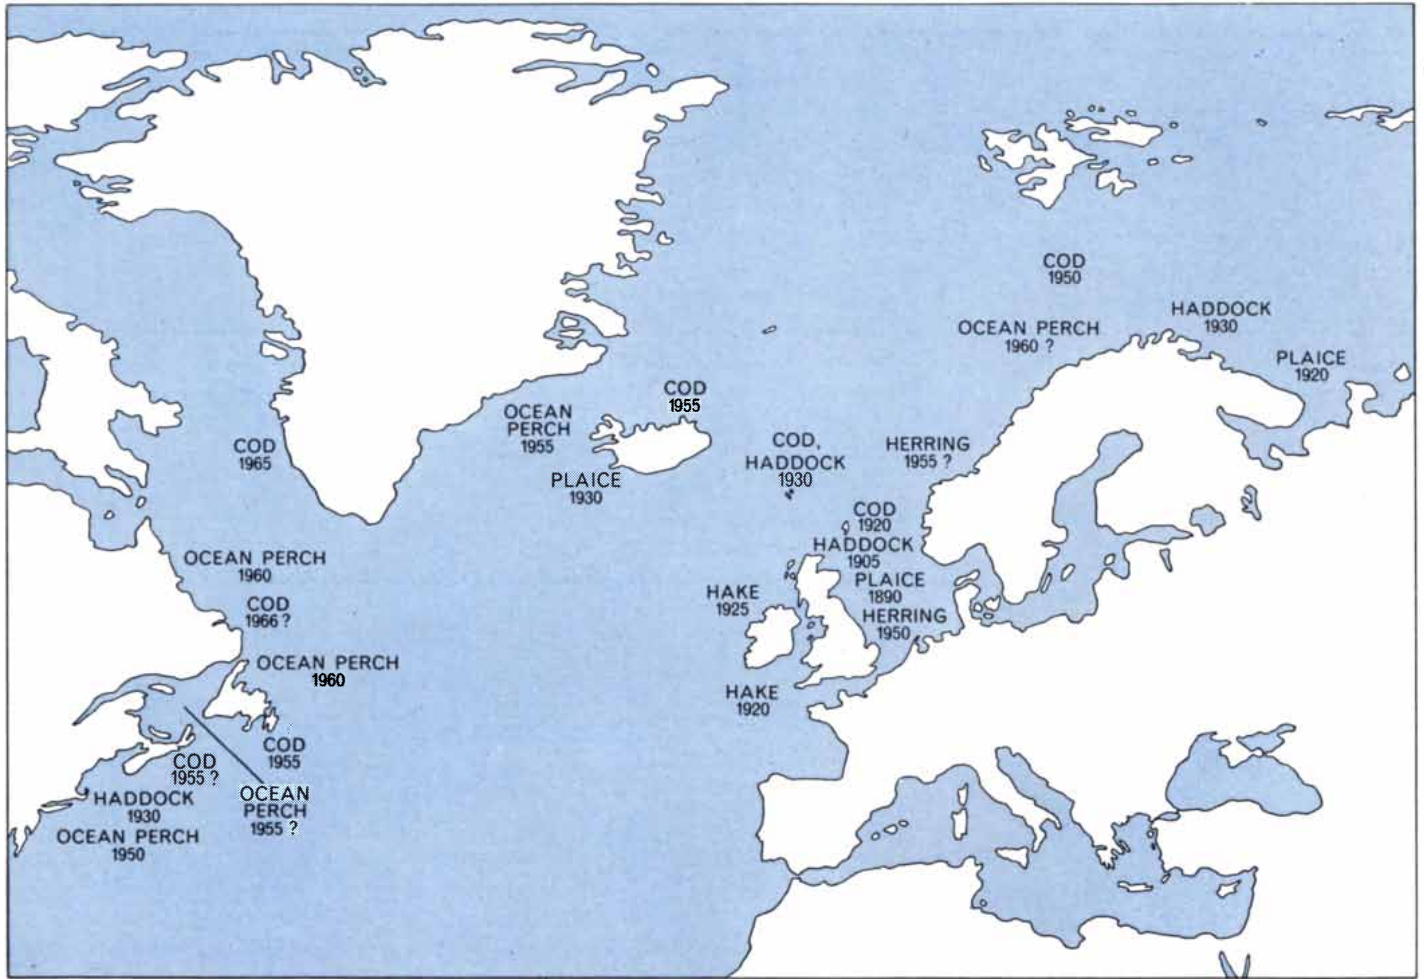 COD
1950
HADDOCK
1930
OCEAN PERCH
1960 ?
PLAICE
1920
COD
1955
OCEAN
PERCH
1955
PLAICE
1930
COD
1965
COD,
HADDOCK
1930
HERRING
1955 ?
COD
1920
HADDOCK
1905
PLAICE
1890
HERRING
1950
HAKE
1925
HAKE
1920
OCEAN PERCH
1960
COD
1966 ?
OCEAN PERCH
1960
COD
1955
COD
1955 ?
OCEAN
PERCH
1955 ?
HADDOCK
1930
OCEAN PERCH
1950